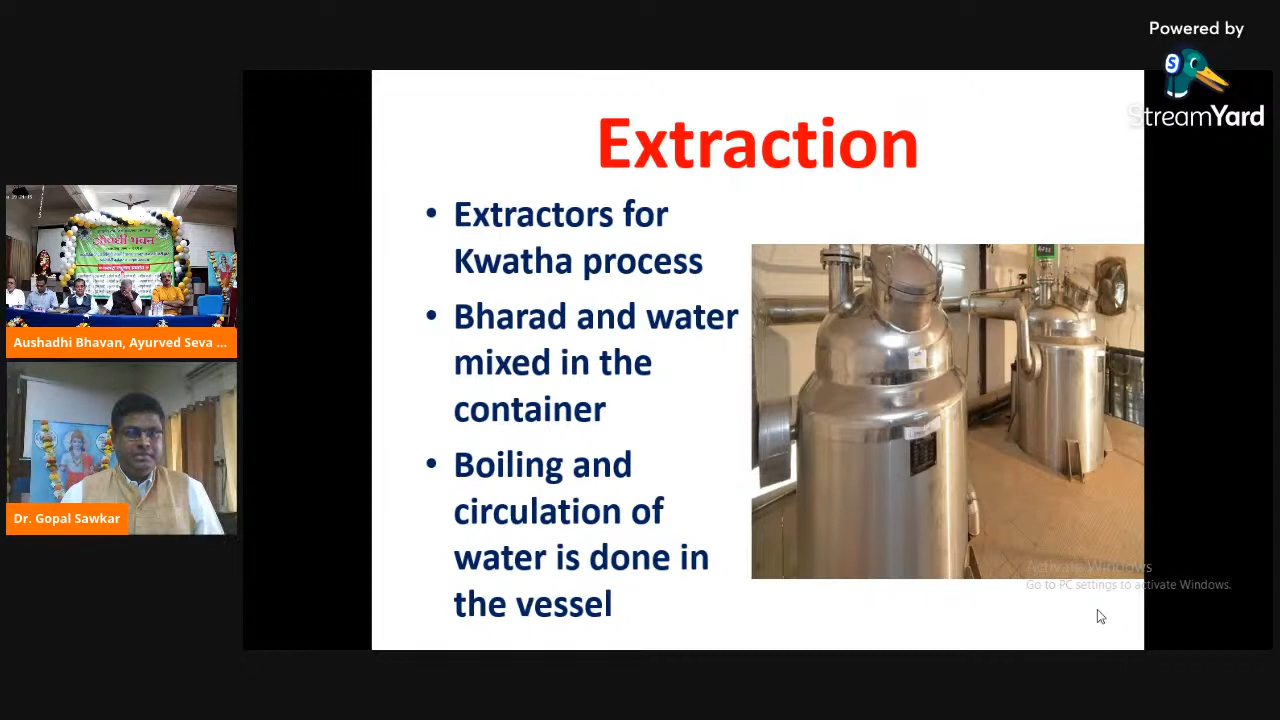 Powered by
StreamYard
Extraction
• Extractors for
Kwatha process
• Bharad and water
mixed in the
container
• Boiling and
circulation of
water is done in
the vessel
औषधी भवन
Aushadhi Bhavan, Ayurved Seva ...
Dr. Gopal Sawkar
Activate Windows
Go to PC settings to activate Windows.